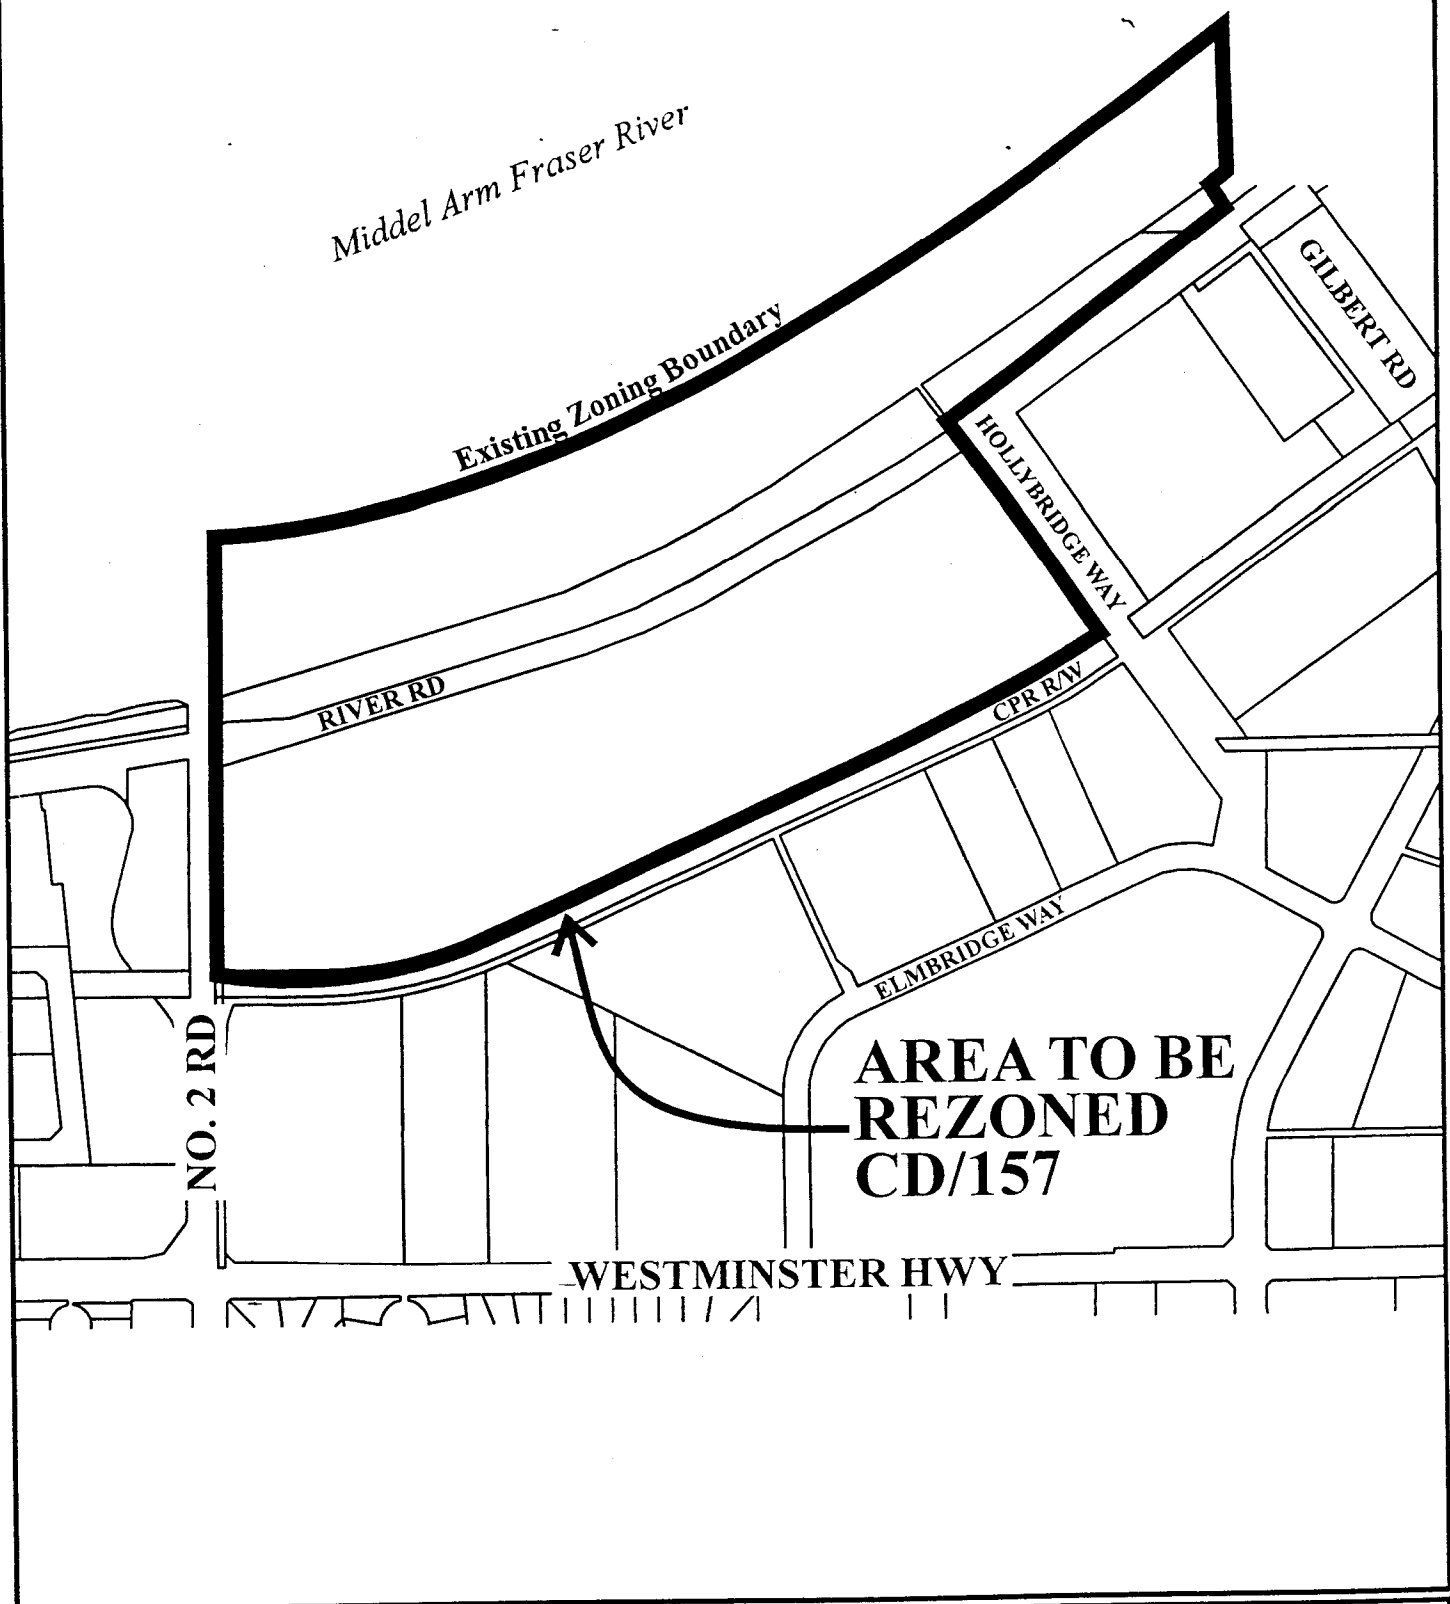 Middel Arm Fraser River
Existing Zoning Boundary
GILBERT RD
HOLLYBRIDGE WAY
RIVER RD
CPR R/W
ELMBRIDGE WAY
NO. 2 RD
AREA TO BE
REZONED
CD/157
WESTMINSTER HWY